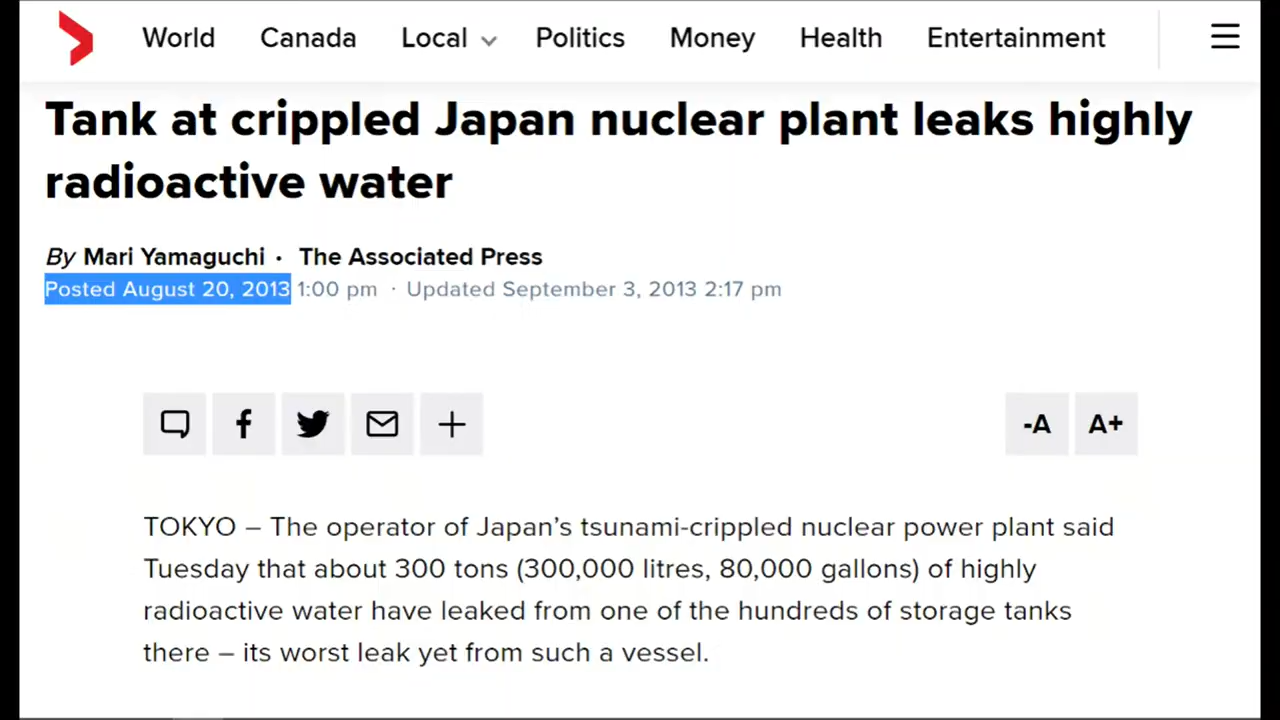 World Canada Local Politics Money Health Entertainment
Tank at crippled Japan nuclear plant leaks highly
radioactive water
By Mari Yamaguchi · The Associated Press
Posted August 20, 2013 1:00 pm · Updated September 3, 2013 2:17 pm
-A A+
TOKYO – The operator of Japan’s tsunami-crippled nuclear power plant said
Tuesday that about 300 tons (300,000 litres, 80,000 gallons) of highly
radioactive water have leaked from one of the hundreds of storage tanks
there – its worst leak yet from such a vessel.